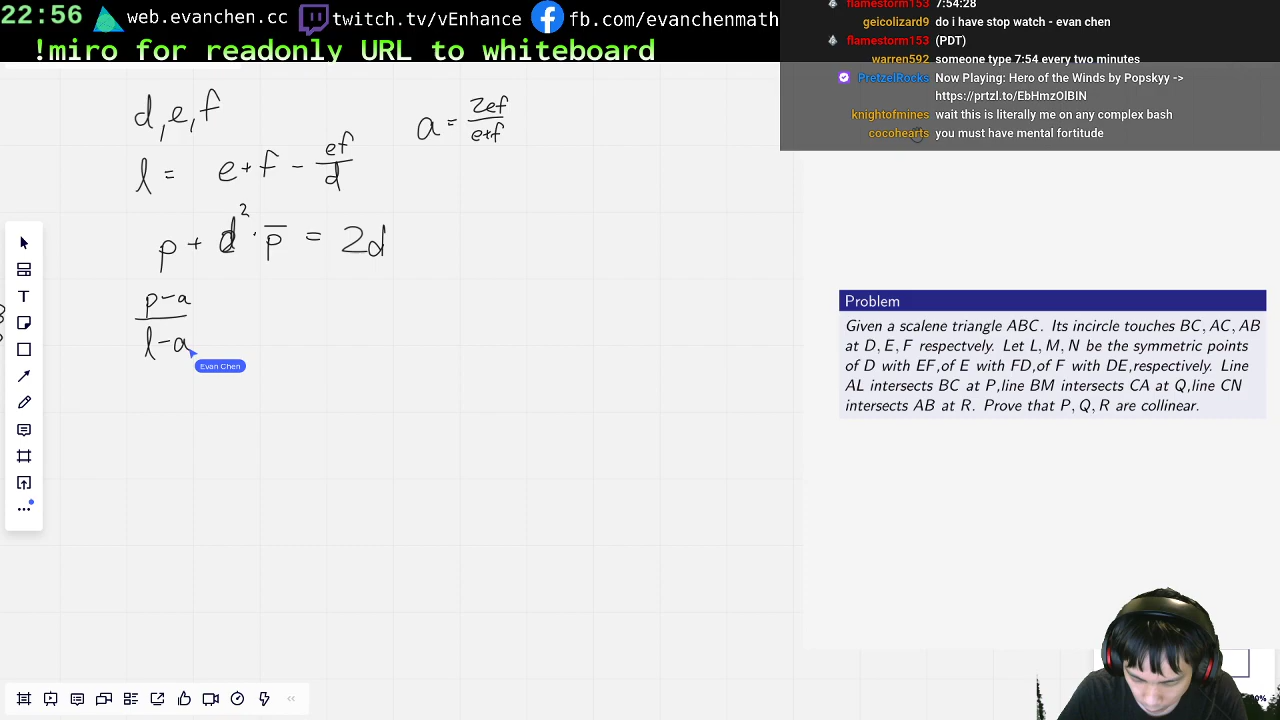 22:56 web.evanchen.cc twitch.tv/vEnhance fb.com/evanchenmath
!miro for readonly URL to whiteboard
flamestorm153 7:54:28
geicolizard9 do i have stop watch - evan chen
flamestorm153 (PDT)
warren592 someone type 7:54 every two minutes
PretzelRocks Now Playing: Hero of the Winds by Popskyy ->
https://prtzl.to/EbHmzOlBIN
knightofmines wait this is literally me on any complex bash
cocohearts you must have mental fortitude
d,e,f
a = 2ef/e+f
l = e+f - ef/d
p + d² · p̅ = 2d
p-a
l-a
Evan Chen
Problem
Given a scalene triangle ABC. Its incircle touches BC, AC, AB
at D, E, F respectvely. Let L, M, N be the symmetric points
of D with EF,of E with FD,of F with DE,respectively. Line
AL intersects BC at P,line BM intersects CA at Q,line CN
intersects AB at R. Prove that P, Q, R are collinear.